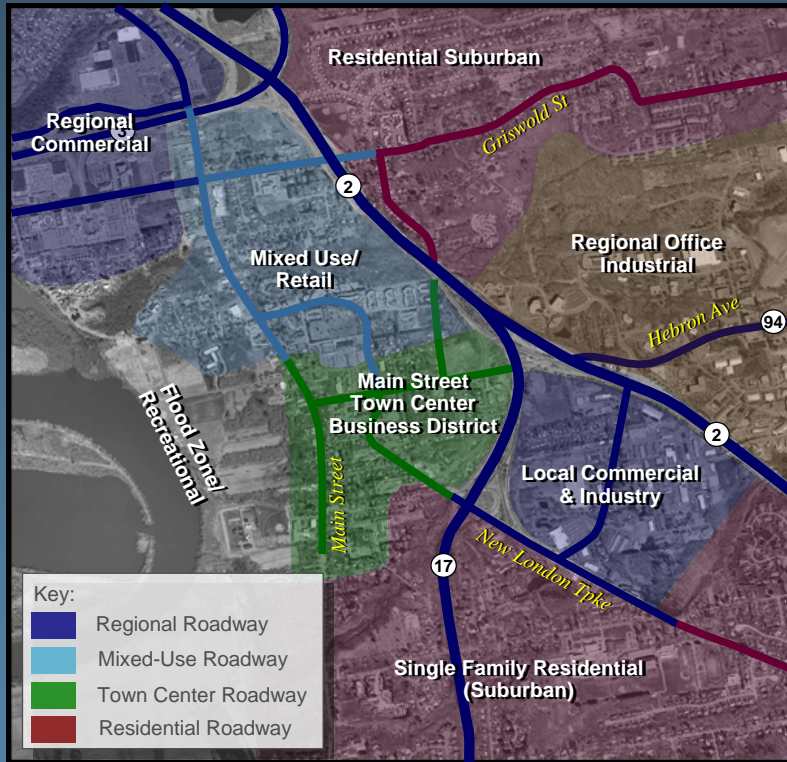 Residential Suburban
Regional
Commercial
3
Griswold St
2
Mixed Use/
Retail
Regional Office
Industrial
Hebron Ave
94
Flood Zone/
Recreational
Main Street
Town Center
Business District
2
Local Commercial
& Industry
Main Street
New London Tpke
17
Single Family Residential
(Suburban)
Key:
Regional Roadway
Mixed-Use Roadway
Town Center Roadway
Residential Roadway